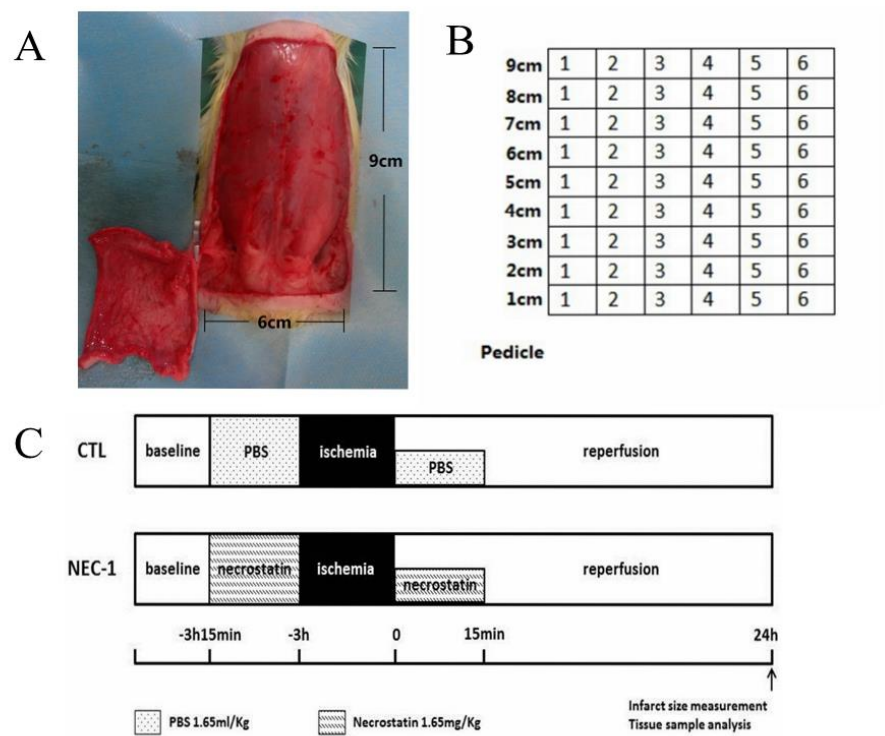 A
9cm
6cm
B
9cm 1 2 3 4 5 6
8cm 1 2 3 4 5 6
7cm 1 2 3 4 5 6
6cm 1 2 3 4 5 6
5cm 1 2 3 4 5 6
4cm 1 2 3 4 5 6
3cm 1 2 3 4 5 6
2cm 1 2 3 4 5 6
1cm 1 2 3 4 5 6
Pedicle
C
CTL baseline PBS ischemia PBS reperfusion
NEC-1 baseline necrostatin ischemia necrostatin reperfusion
-3h15min -3h 0 15min 24h
Infarct size measurement
Tissue sample analysis
PBS 1.65ml/Kg Necrostatin 1.65mg/Kg